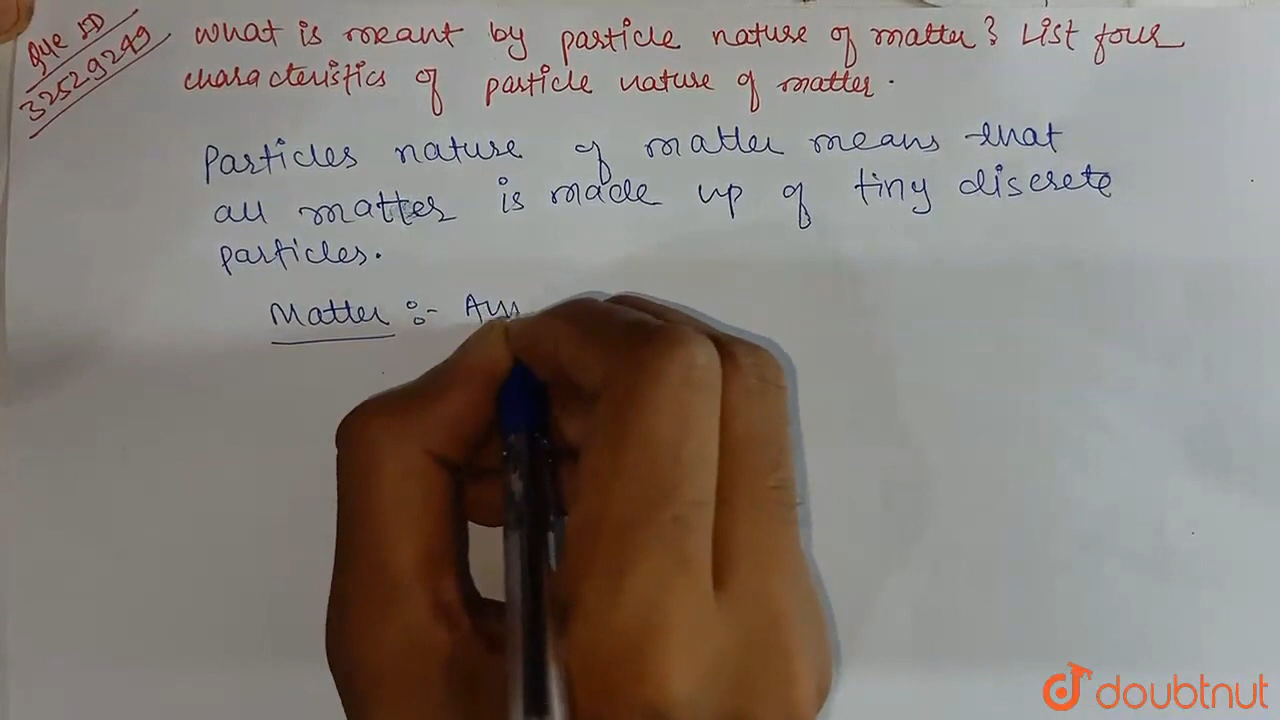 Que ID
32529249
What is meant by particle nature of matter? List four
characteristics of particle nature of matter.
Particles nature of matter means that
all matter is made up of tiny discrete
particles.
Matter :-
doubtnut